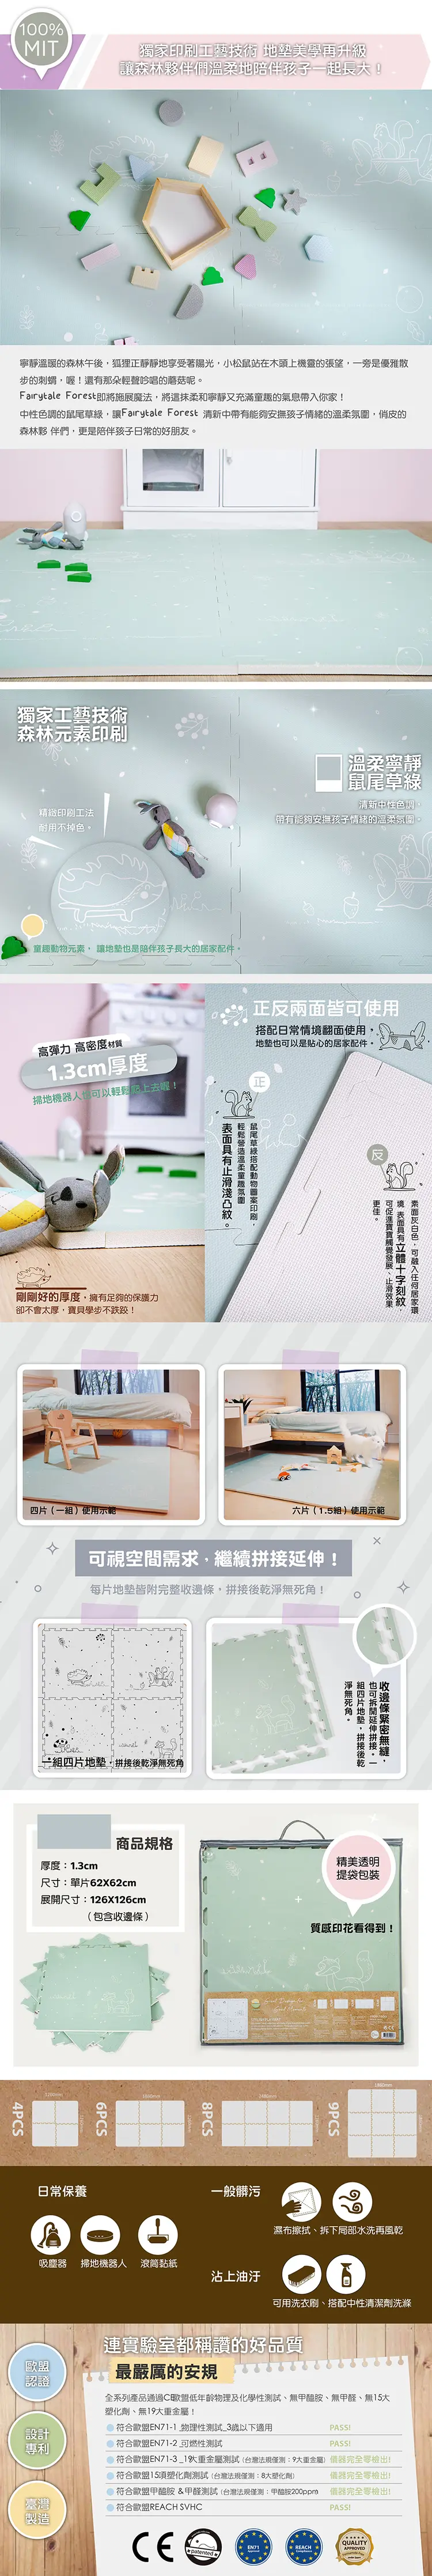 100%
MIT
獨家印刷工藝技術 地墊美學再升級
讓森林夥伴們溫柔地陪伴孩子一起長大！
寧靜溫暖的森林午後，狐狸正靜靜地享受著陽光，小松鼠站在木頭上機靈的張望，一旁是優雅散
步的刺蝟，喔！還有那朵輕聲吟唱的蘑菇呢。
Fairytale Forest即將施展魔法，將這抹柔和寧靜又充滿童趣的氣息帶入你家！
中性色調的鼠尾草綠，讓Fairytale Forest 清新中帶有能夠安撫孩子情緒的溫柔氛圍，俏皮的
森林夥 伴們，更是陪伴孩子日常的好朋友。
獨家工藝技術
森林元素印刷
精緻印刷工法
耐用不掉色。
溫柔寧靜
鼠尾草綠
清新中性色調，
帶有能夠安撫孩子情緒的溫柔氛圍。
童趣動物元素， 讓地墊也是陪伴孩子長大的居家配件。
高彈力 高密度材質
1.3cm厚度
掃地機器人也可以輕鬆爬上去喔！
剛剛好的厚度，擁有足夠的保護力
卻不會太厚，寶貝學步不跌跤！
正反兩面皆可使用
搭配日常情境翻面使用，
地墊也可以是貼心的居家配件。
正
鼠尾草綠搭配動物圖案印刷，
輕鬆營造溫柔童趣氛圍
表面具有止滑淺凸紋。
反
素面灰白色，可融入任何居家環
境 表面具有立體十字刻紋，
可促進寶寶觸覺發展、止滑效果
更佳。
四片（一組）使用示範
六片（1.5組）使用示範
可視空間需求，繼續拼接延伸！
每片地墊皆附完整收邊條，拼接後乾淨無死角！
一組四片地墊，拼接後乾淨無死角
收邊條緊密無縫，
也可拆開延伸拼接。一
組四片地墊，拼接後乾
淨無死角。
商品規格
厚度：1.3cm
尺寸：單片62X62cm
展開尺寸：126X126cm
（包含收邊條）
精美透明
提袋包裝
質感印花看得到！
4PCS
6PCS
8PCS
9PCS
日常保養
吸塵器
掃地機器人
滾筒黏紙
一般髒污
濕布擦拭、拆下局部水洗再風乾
沾上油汙
可用洗衣刷、搭配中性清潔劑洗滌
歐盟
認證
設計
專利
臺灣
製造
連實驗室都稱讚的好品質
最嚴厲的安規
全系列產品通過CE歐盟低年齡物理及化學性測試、無甲醯胺、無甲醛、無15大
塑化劑、無19大重金屬！
符合歐盟EN71-1_物理性測試_3歲以下適用 PASS!
符合歐盟EN71-2_可燃性測試 PASS!
符合歐盟EN71-3_19大重金屬測試（台灣法規僅測：9大重金屬） 儀器完全零檢出!
符合歐盟15項塑化劑測試（台灣法規僅測：8大塑化劑） 儀器完全零檢出!
符合歐盟甲醯胺 & 甲醛測試（台灣法規僅測：甲醯胺200ppm 儀器完全零檢出!
符合歐盟REACH SVHC PASS!
CE
patented
EN71
REACH
QUALITY
APPROVED